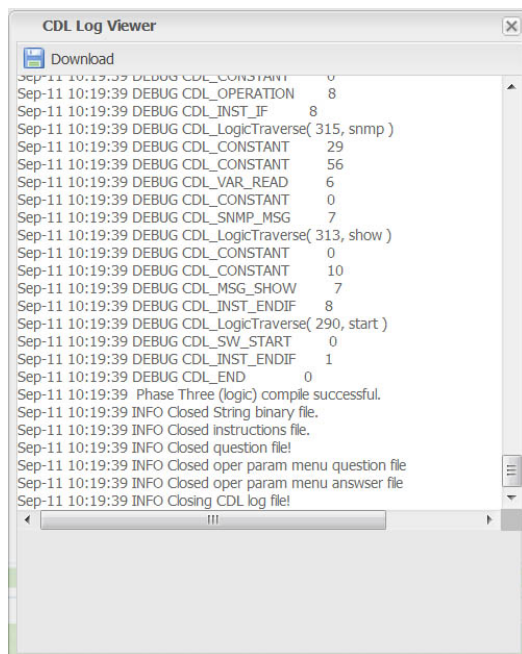 CDL Log Viewer
Download
Sep-11 10:19:39 DEBUG CDL_CONSTANT 0
Sep-11 10:19:39 DEBUG CDL_OPERATION 8
Sep-11 10:19:39 DEBUG CDL_INST_IF 8
Sep-11 10:19:39 DEBUG CDL_LogicTraverse( 315, snmp )
Sep-11 10:19:39 DEBUG CDL_CONSTANT 29
Sep-11 10:19:39 DEBUG CDL_CONSTANT 56
Sep-11 10:19:39 DEBUG CDL_VAR_READ 6
Sep-11 10:19:39 DEBUG CDL_CONSTANT 0
Sep-11 10:19:39 DEBUG CDL_SNMP_MSG 7
Sep-11 10:19:39 DEBUG CDL_LogicTraverse( 313, show )
Sep-11 10:19:39 DEBUG CDL_CONSTANT 0
Sep-11 10:19:39 DEBUG CDL_CONSTANT 10
Sep-11 10:19:39 DEBUG CDL_MSG_SHOW 7
Sep-11 10:19:39 DEBUG CDL_INST_ENDIF 8
Sep-11 10:19:39 DEBUG CDL_LogicTraverse( 290, start )
Sep-11 10:19:39 DEBUG CDL_SW_START 0
Sep-11 10:19:39 DEBUG CDL_INST_ENDIF 1
Sep-11 10:19:39 DEBUG CDL_END 0
Sep-11 10:19:39 Phase Three (logic) compile successful.
Sep-11 10:19:39 INFO Closed String binary file.
Sep-11 10:19:39 INFO Closed instructions file.
Sep-11 10:19:39 INFO Closed question file!
Sep-11 10:19:39 INFO Closed oper param menu question file
Sep-11 10:19:39 INFO Closed oper param menu answser file
Sep-11 10:19:39 INFO Closing CDL log file!